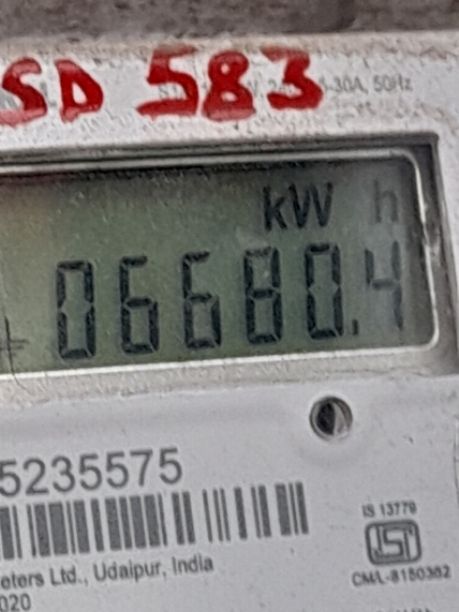 SD 583
-30A, 50Hz
kW h
06680.4
5235575
eters Ltd., Udaipur, India
020
IS 13779
CM/L-8150362